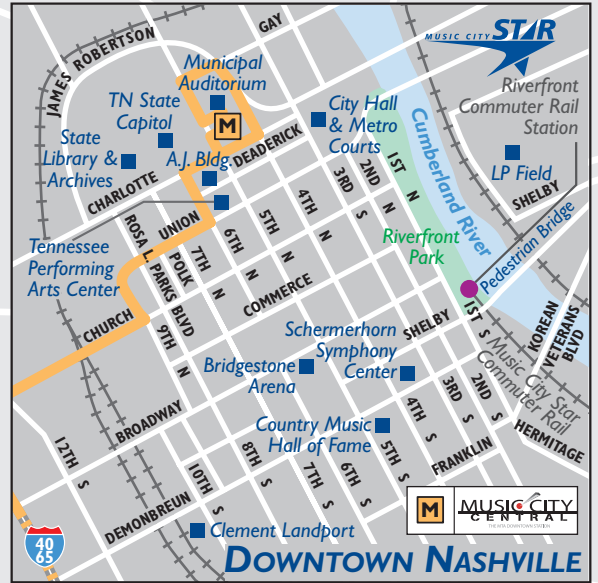 MUSIC CITY STAR
GAY
JAMES ROBERTSON
Municipal
Auditorium
Riverfront
Commuter Rail
Station
TN State
Capitol
M
City Hall
& Metro
Courts
State
Library &
Archives
A.J. Bldg.
DEADERICK
Cumberland River
LP Field
CHARLOTTE
1ST N
2ND N
3RD S
4TH N
5TH N
6TH N
7TH N
SHELBY
UNION
ROSA L. PARKS BLVD
POLK
Riverfront
Park
Pedestrian Bridge
Tennessee
Performing
Arts Center
COMMERCE
CHURCH
9TH N
Schermerhorn
Symphony
Center
SHELBY
1ST S
KOREAN
VETERANS
BLVD
Music City Star
Commuter Rail
Bridgestone
Arena
BROADWAY
2ND S
3RD S
4TH S
Country Music
Hall of Fame
HERMITAGE
FRANKLIN
12TH S
10TH S
8TH S
7TH S
6TH S
5TH S
DEMONBREUN
Clement Landport
M
MUSIC CITY
CENTRAL
THE MTA DOWNTOWN STATION
40
65
DOWNTOWN NASHVILLE